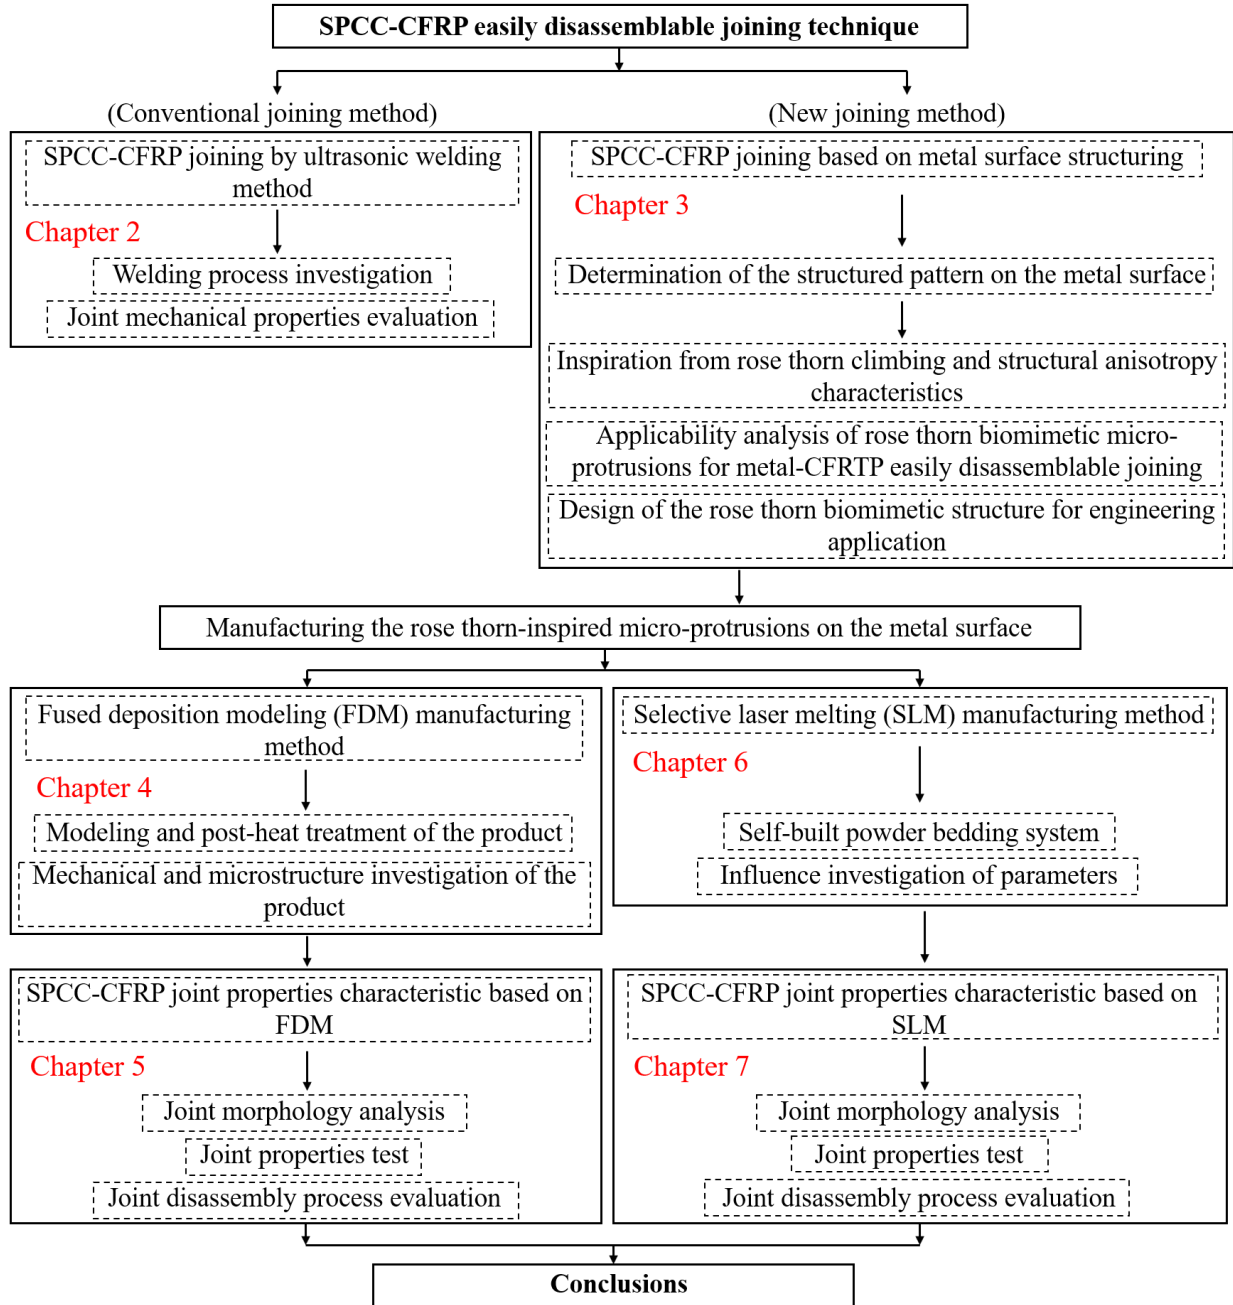 SPCC-CFRP easily disassemblable joining technique
(Conventional joining method)
SPCC-CFRP joining by ultrasonic welding
method
Chapter 2
Welding process investigation
Joint mechanical properties evaluation
(New joining method)
SPCC-CFRP joining based on metal surface structuring
Chapter 3
Determination of the structured pattern on the metal surface
Inspiration from rose thorn climbing and structural anisotropy
characteristics
Applicability analysis of rose thorn biomimetic micro-
protrusions for metal-CFRTP easily disassemblable joining
Design of the rose thorn biomimetic structure for engineering
application
Manufacturing the rose thorn-inspired micro-protrusions on the metal surface
Fused deposition modeling (FDM) manufacturing
method
Chapter 4
Modeling and post-heat treatment of the product
Mechanical and microstructure investigation of the
product
Selective laser melting (SLM) manufacturing method
Chapter 6
Self-built powder bedding system
Influence investigation of parameters
SPCC-CFRP joint properties characteristic based on
FDM
Chapter 5
Joint morphology analysis
Joint properties test
Joint disassembly process evaluation
SPCC-CFRP joint properties characteristic based on
SLM
Chapter 7
Joint morphology analysis
Joint properties test
Joint disassembly process evaluation
Conclusions